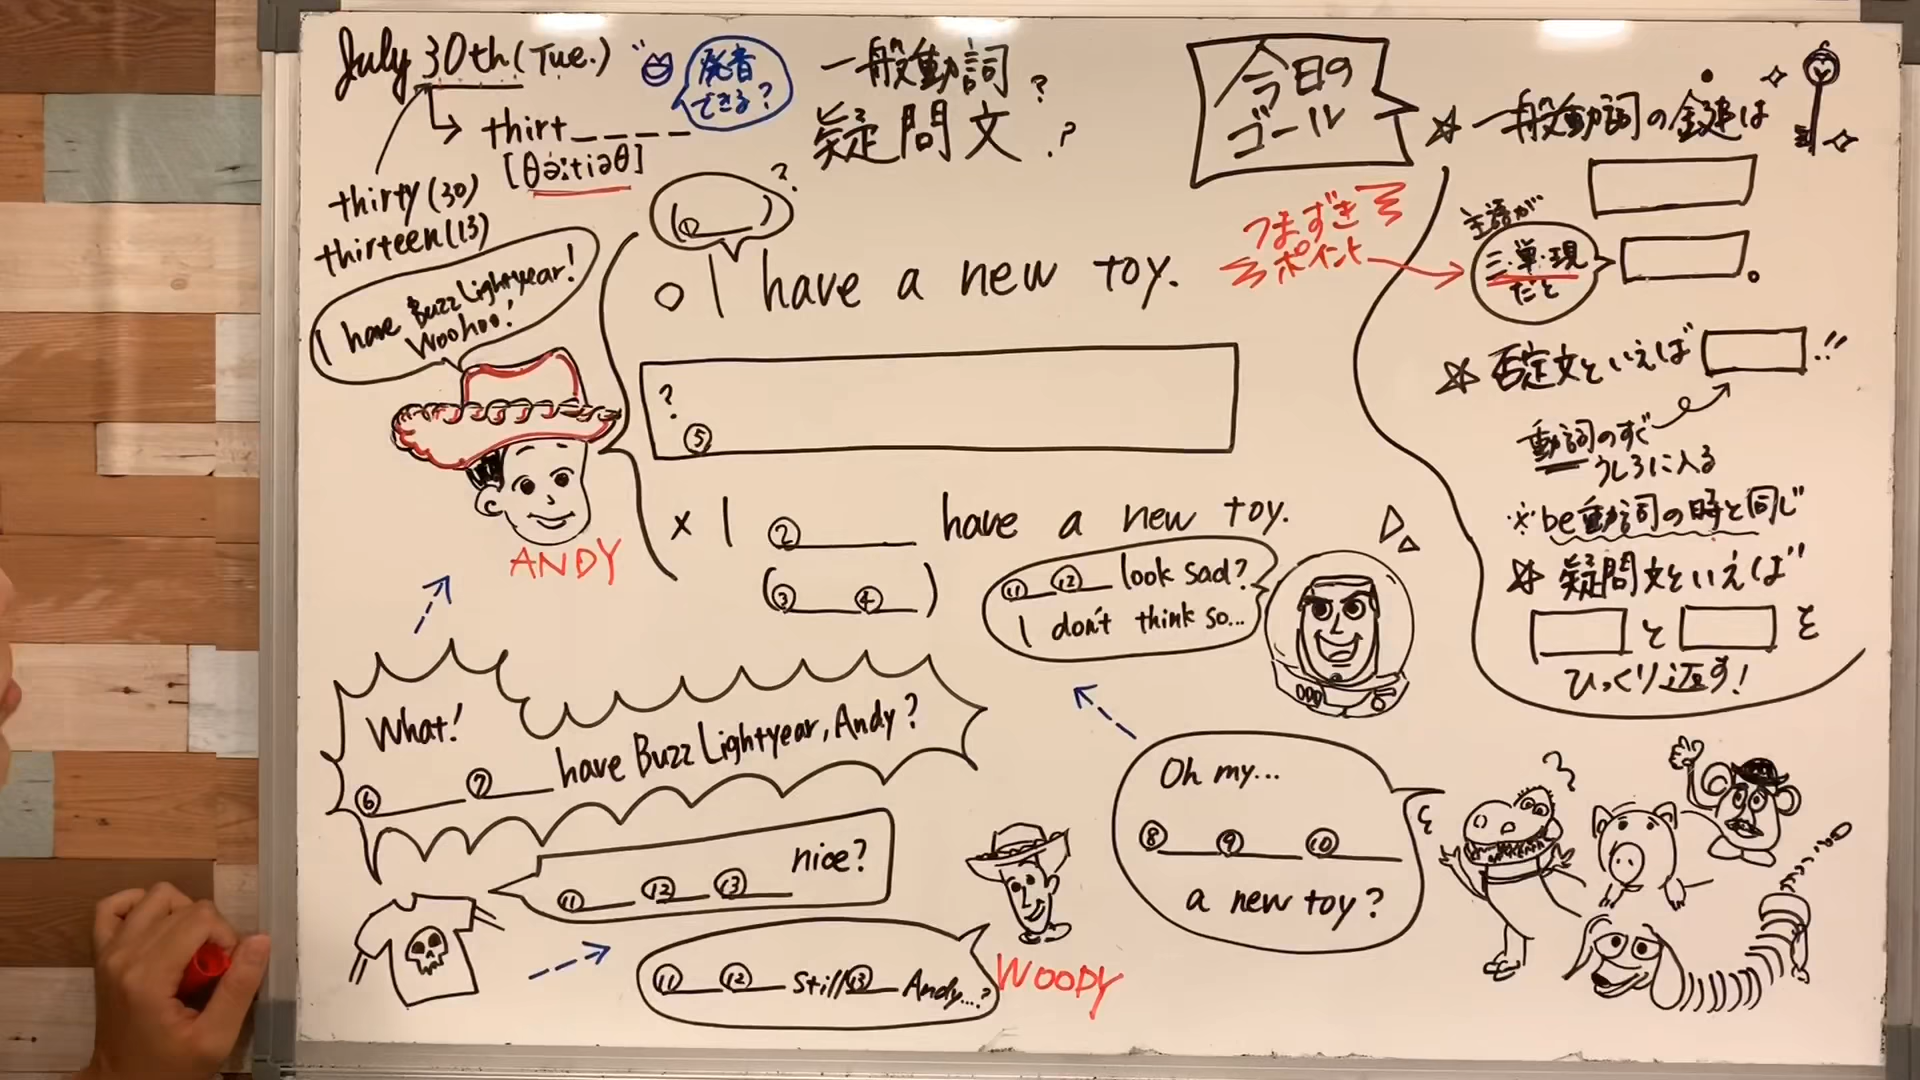 July 30th (Tue.)
発音
できる?
thirt_ _ _ _
[θə:tiəθ]
thirty (30)
thirteen (13)
一般動詞?
疑問文?
今日の
ゴール
☆一般動詞の鍵は
主語が
三・単・現
だと
。
つまずき
ポイント
☆否定文といえば !!
動詞のすぐ
うしろに入る
※be動詞の時と同じ
☆疑問文といえば
と を
ひっくり返す!
?
(① )
○ I have a new toy.
I have Buzz Lightyear!
Woohoo!
ANDY
?
⑤
× I ② have a new toy.
(③ ④ )
⑪ ⑫ look sad?
I don't think so...
What!
⑥ ⑦ have Buzz Lightyear, Andy?
Oh my...
⑧ ⑨ ⑩
a new toy?
⑪ ⑫ ⑬ nice?
⑪ ⑫ still ⑬ Andy....?
WOODY